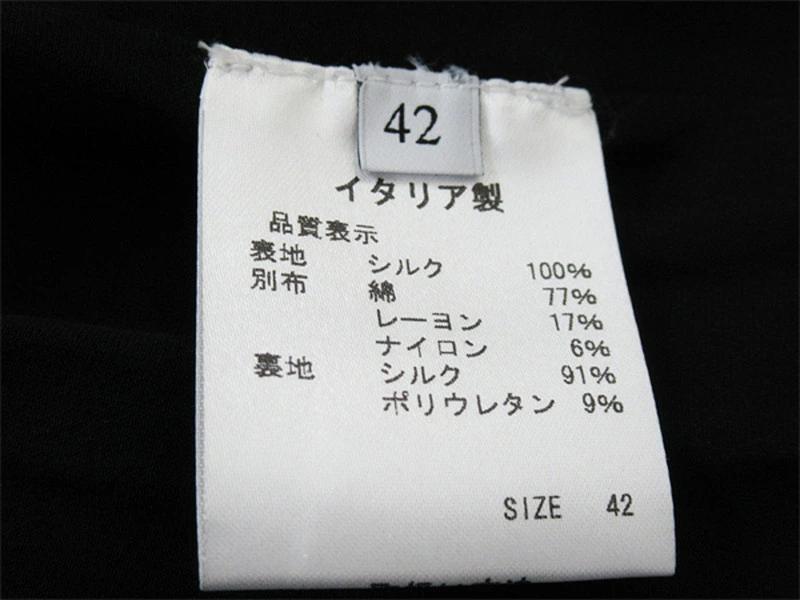 42
イタリア製
品質表示
表地 シルク 100%
別布 綿 77%
レーヨン 17%
ナイロン 6%
裏地 シルク 91%
ポリウレタン 9%
SIZE 42